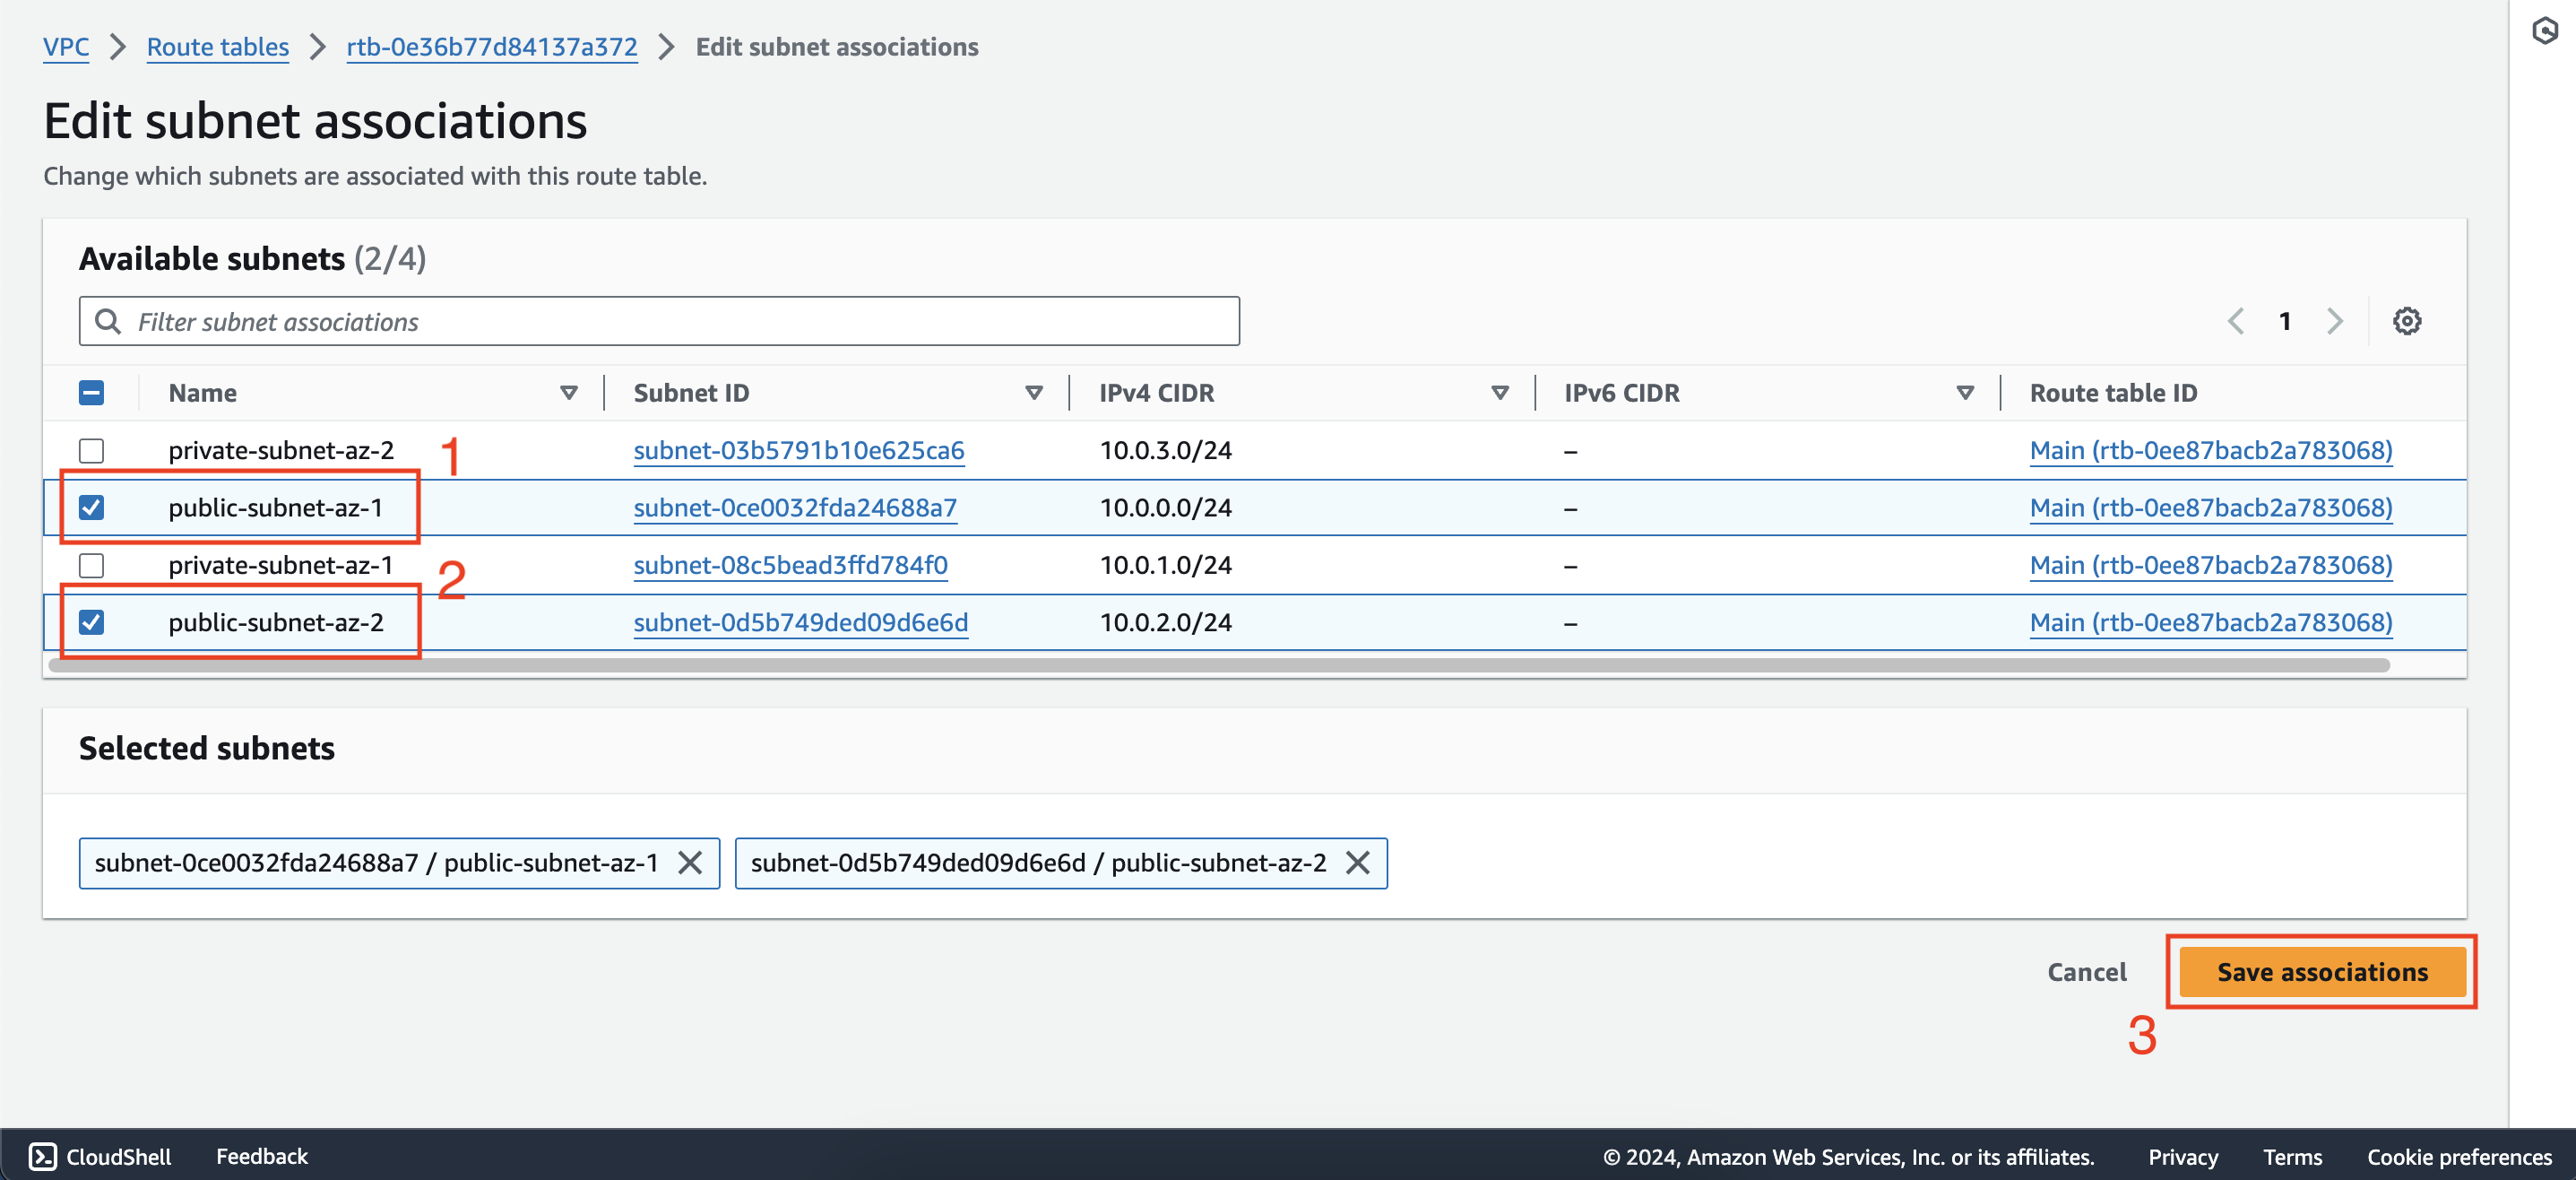 VPC > Route tables > rtb-0e36b77d84137a372 > Edit subnet associations
Edit subnet associations
Change which subnets are associated with this route table.
Available subnets (2/4)
Filter subnet associations
1
Name Subnet ID IPv4 CIDR IPv6 CIDR Route table ID
private-subnet-az-2 1 subnet-03b5791b10e625ca6 10.0.3.0/24 – Main (rtb-0ee87bacb2a783068)
public-subnet-az-1 subnet-0ce0032fda24688a7 10.0.0.0/24 – Main (rtb-0ee87bacb2a783068)
private-subnet-az-1 2 subnet-08c5bead3ffd784f0 10.0.1.0/24 – Main (rtb-0ee87bacb2a783068)
public-subnet-az-2 subnet-0d5b749ded09d6e6d 10.0.2.0/24 – Main (rtb-0ee87bacb2a783068)
Selected subnets
subnet-0ce0032fda24688a7 / public-subnet-az-1 subnet-0d5b749ded09d6e6d / public-subnet-az-2
Cancel Save associations
3
CloudShell Feedback © 2024, Amazon Web Services, Inc. or its affiliates. Privacy Terms Cookie preferences